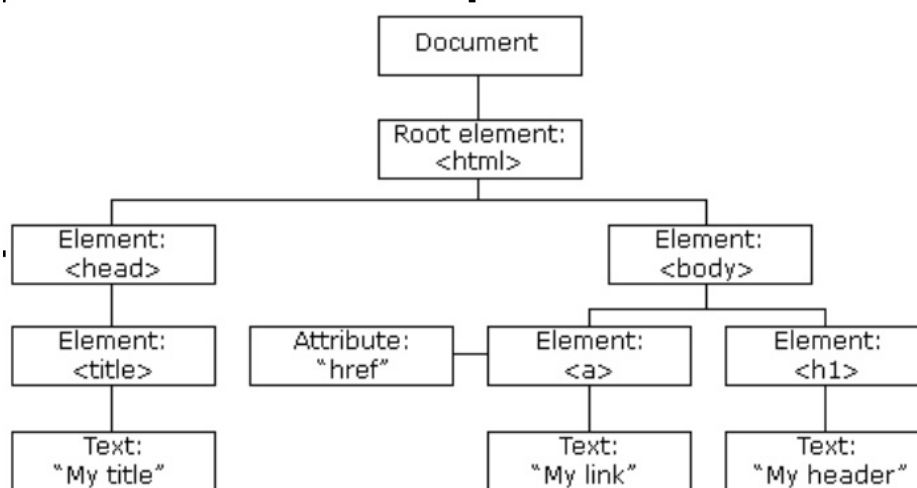 Document
Root element:
<html>
Element:
<head>
Element:
<body>
Element:
<title>
Attribute:
“href”
Element:
<a>
Element:
<h1>
Text:
“My title”
Text:
“My link”
Text:
“My header”